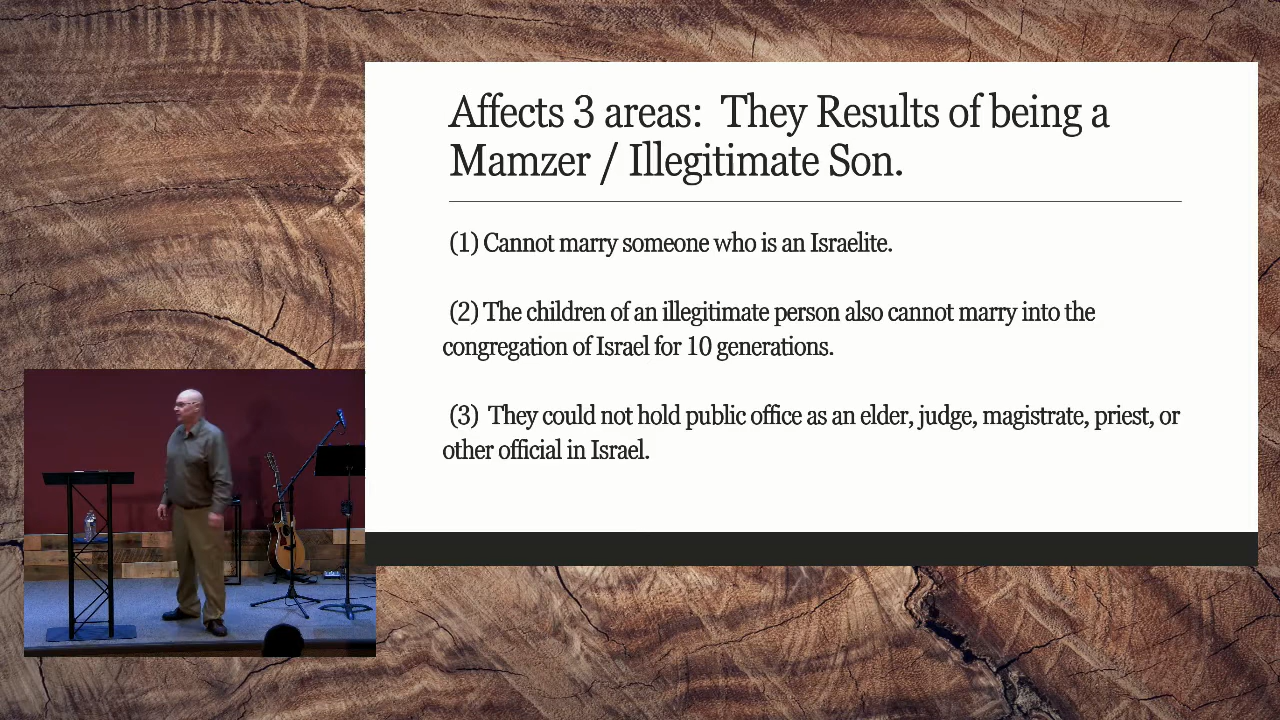 Affects 3 areas:  They Results of being a
Mamzer / Illegitimate Son.
(1) Cannot marry someone who is an Israelite.
(2) The children of an illegitimate person also cannot marry into the
congregation of Israel for 10 generations.
(3)  They could not hold public office as an elder, judge, magistrate, priest, or
other official in Israel.